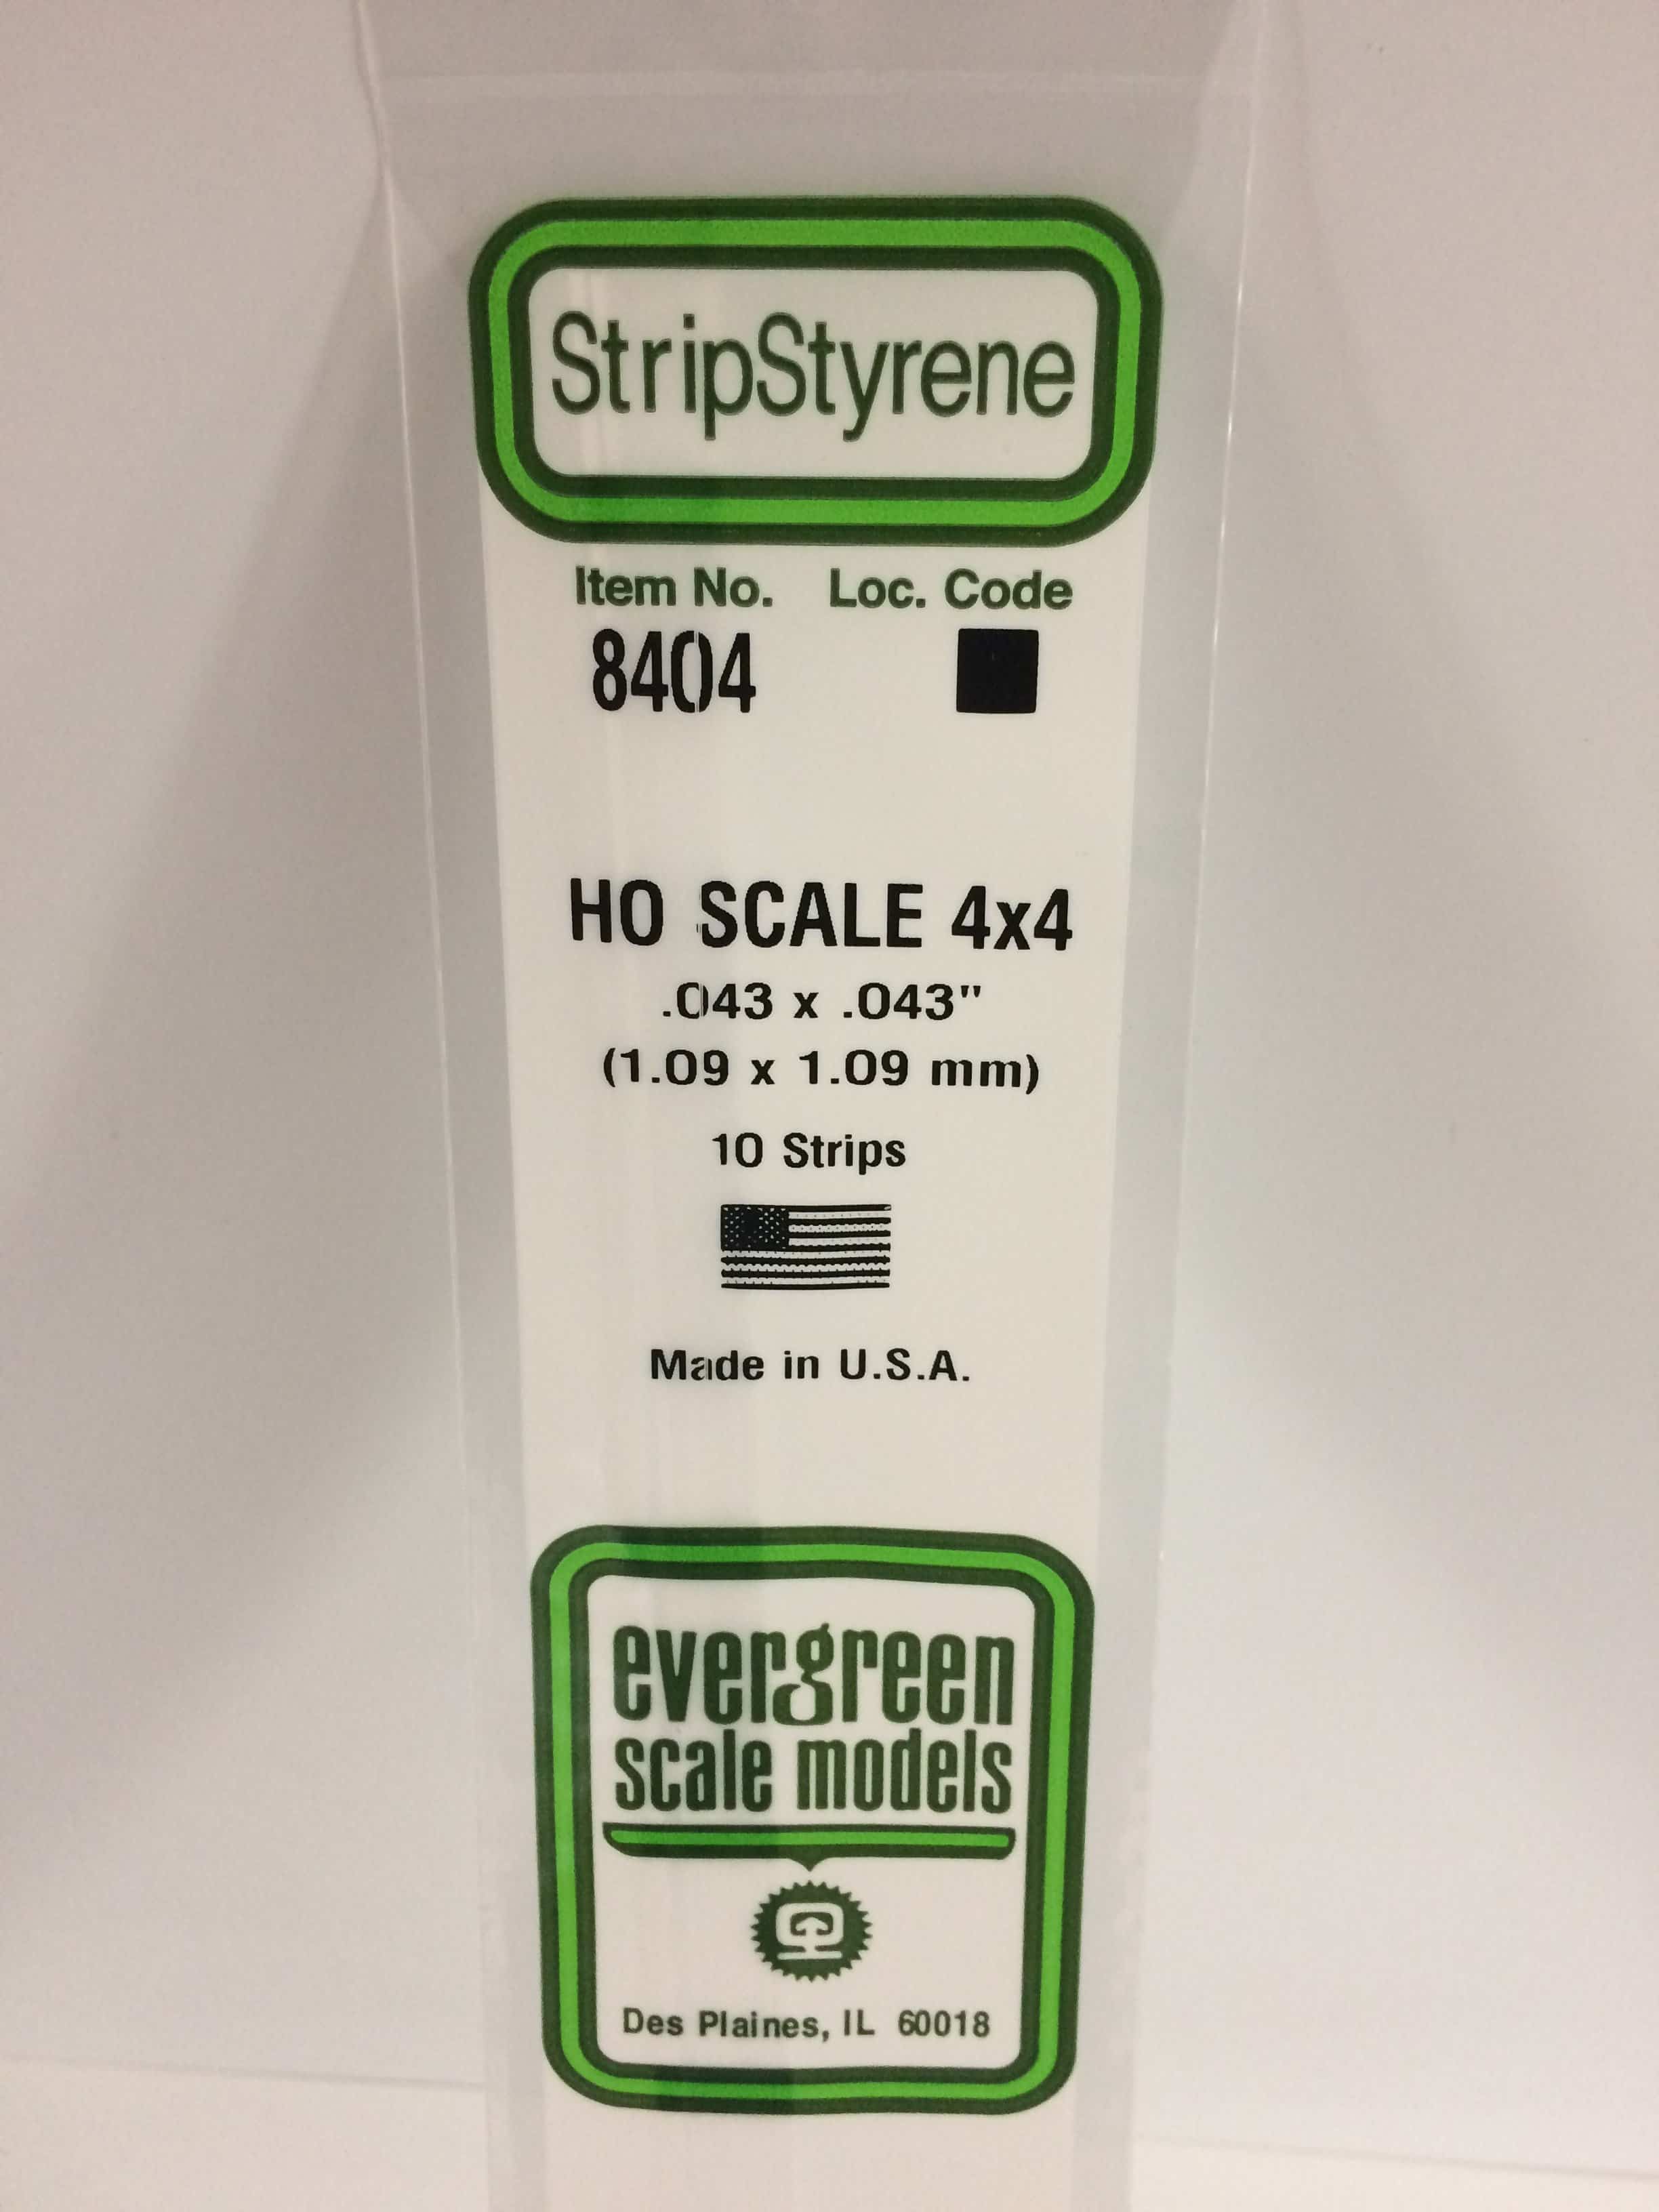 StripStyrene
Item No. Loc. Code
8404
HO SCALE 4x4
.043 x .043"
(1.09 x 1.09 mm)
10 Strips
Made in U.S.A.
evergreen
scale models
Des Plaines, IL 60018